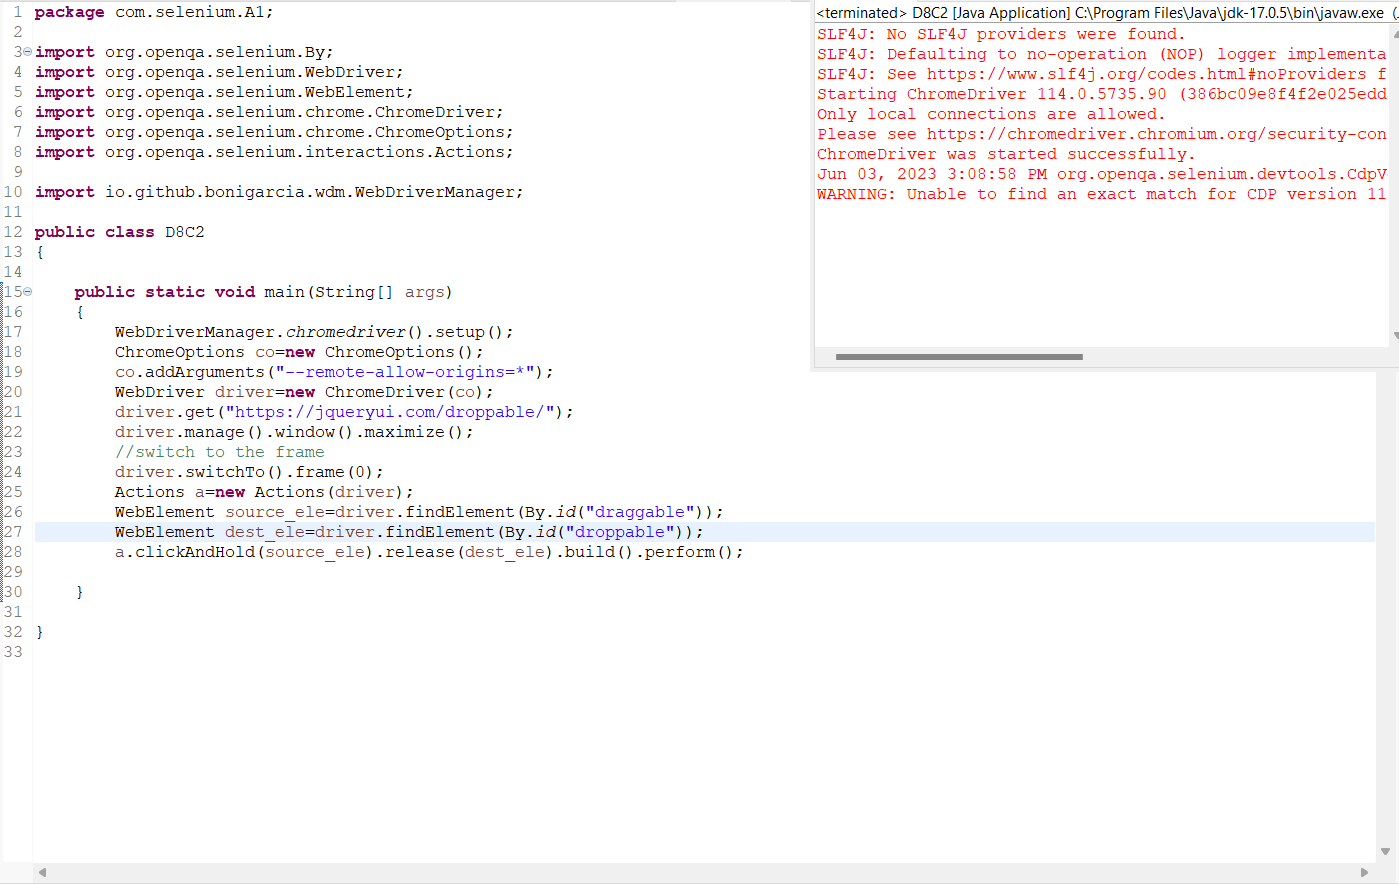 1 package com.selenium.A1;
2
3 import org.openqa.selenium.By;
4 import org.openqa.selenium.WebDriver;
5 import org.openqa.selenium.WebElement;
6 import org.openqa.selenium.chrome.ChromeDriver;
7 import org.openqa.selenium.chrome.ChromeOptions;
8 import org.openqa.selenium.interactions.Actions;
9
10 import io.github.bonigarcia.wdm.WebDriverManager;
11
12 public class D8C2
13 {
14
15     public static void main(String[] args)
16     {
17         WebDriverManager.chromedriver().setup();
18         ChromeOptions co=new ChromeOptions();
19         co.addArguments("--remote-allow-origins=*");
20         WebDriver driver=new ChromeDriver(co);
21         driver.get("https://jqueryui.com/droppable/");
22         driver.manage().window().maximize();
23         //switch to the frame
24         driver.switchTo().frame(0);
25         Actions a=new Actions(driver);
26         WebElement source_ele=driver.findElement(By.id("draggable"));
27         WebElement dest_ele=driver.findElement(By.id("droppable"));
28         a.clickAndHold(source_ele).release(dest_ele).build().perform();
29
30     }
31
32 }
33
<terminated> D8C2 [Java Application] C:\Program Files\Java\jdk-17.0.5\bin\javaw.exe (
SLF4J: No SLF4J providers were found.
SLF4J: Defaulting to no-operation (NOP) logger implementa
SLF4J: See https://www.slf4j.org/codes.html#noProviders f
Starting ChromeDriver 114.0.5735.90 (386bc09e8f4f2e025edd
Only local connections are allowed.
Please see https://chromedriver.chromium.org/security-con
ChromeDriver was started successfully.
Jun 03, 2023 3:08:58 PM org.openqa.selenium.devtools.CdpV
WARNING: Unable to find an exact match for CDP version 11